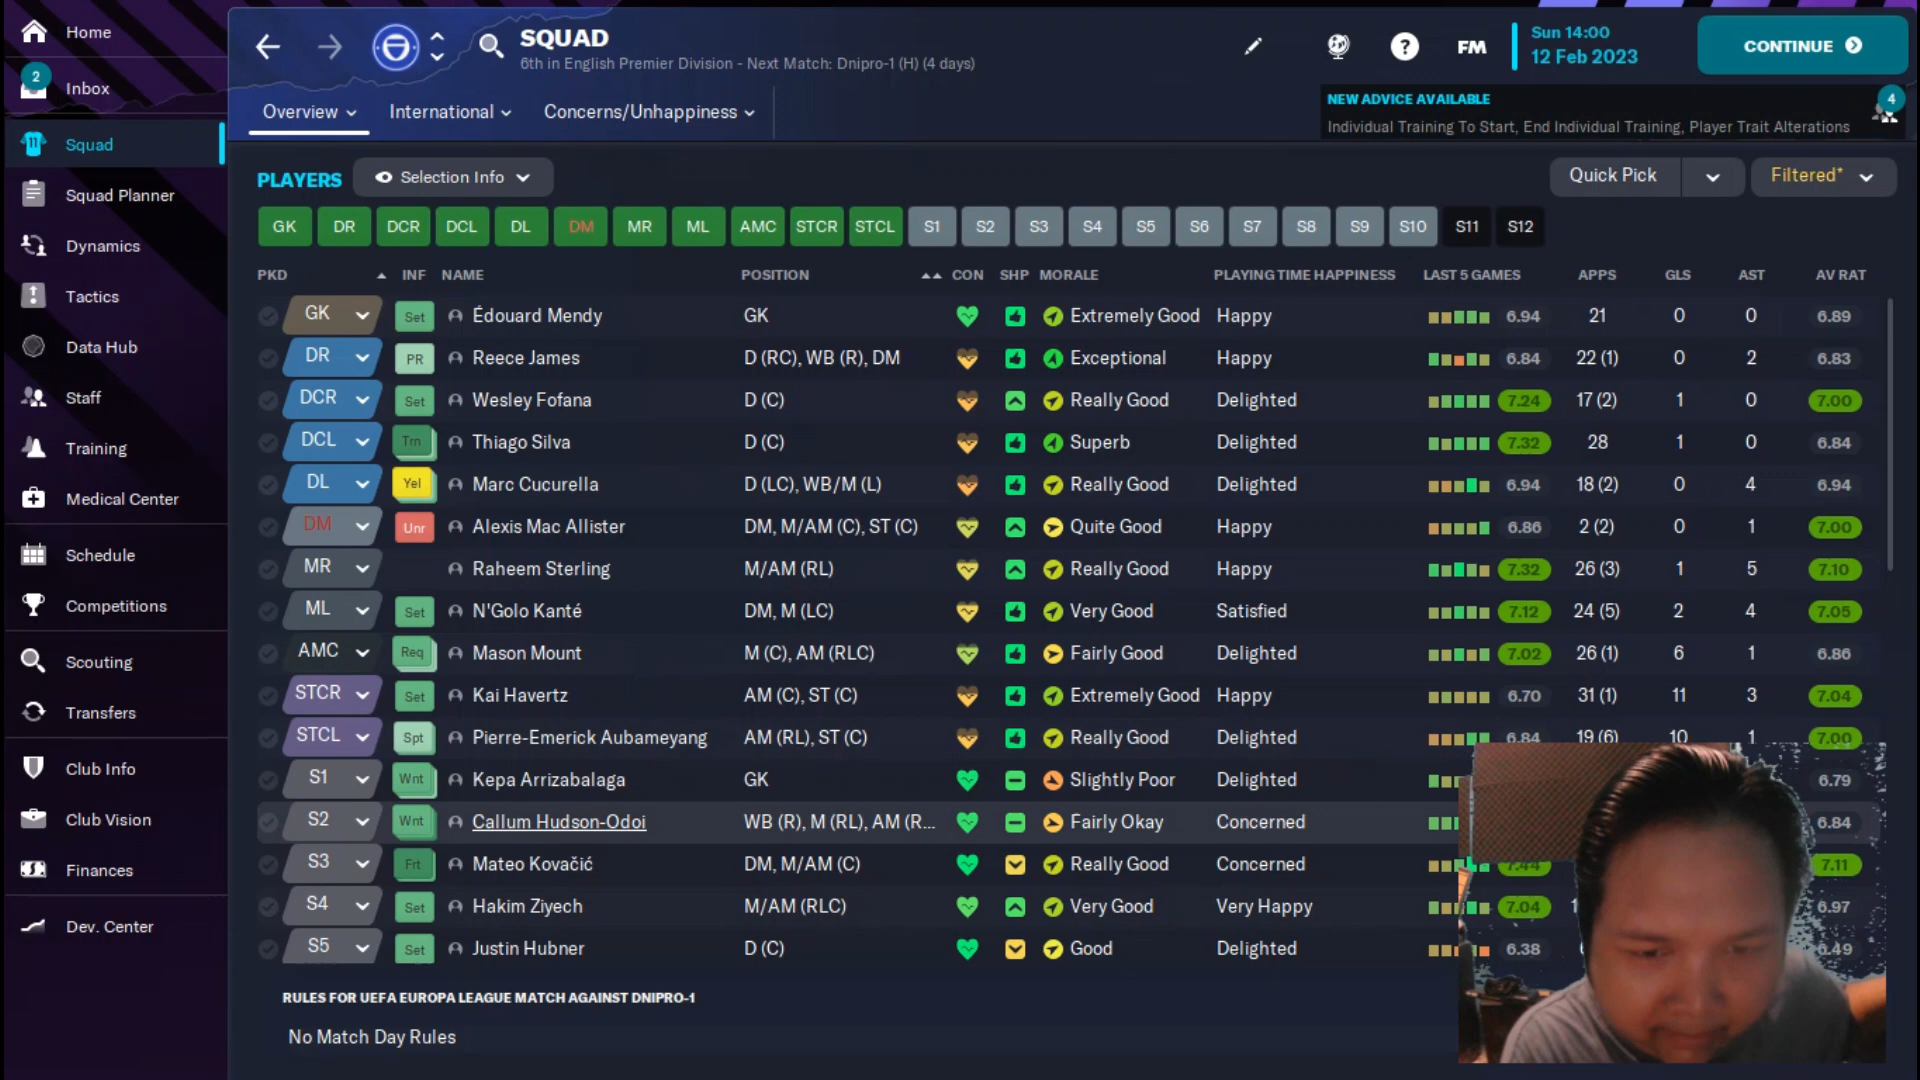 Home
2
Inbox
Squad
Squad Planner
Dynamics
Tactics
Data Hub
Staff
Training
Medical Center
Schedule
Competitions
Scouting
Transfers
Club Info
Club Vision
Finances
Dev. Center
SQUAD
6th in English Premier Division - Next Match: Dnipro-1 (H) (4 days)
? FM
Sun 14:00
12 Feb 2023
CONTINUE
Overview International Concerns/Unhappiness
NEW ADVICE AVAILABLE
Individual Training To Start, End Individual Training, Player Trait Alterations
4
PLAYERS Selection Info Quick Pick Filtered*
GK DR DCR DCL DL DM MR ML AMC STCR STCL S1 S2 S3 S4 S5 S6 S7 S8 S9 S10 S11 S12
PKD INF NAME POSITION CON SHP MORALE PLAYING TIME HAPPINESS LAST 5 GAMES APPS GLS AST AV RAT
GK Set Édouard Mendy GK Extremely Good Happy 6.94 21 0 0 6.89
DR PR Reece James D (RC), WB (R), DM Exceptional Happy 6.84 22 (1) 0 2 6.83
DCR Set Wesley Fofana D (C) Really Good Delighted 7.24 17 (2) 1 0 7.00
DCL Trn Thiago Silva D (C) Superb Delighted 7.32 28 1 0 6.84
DL Yel Marc Cucurella D (LC), WB/M (L) Really Good Delighted 6.94 18 (2) 0 4 6.94
DM Unr Alexis Mac Allister DM, M/AM (C), ST (C) Quite Good Happy 6.86 2 (2) 0 1 7.00
MR Raheem Sterling M/AM (RL) Really Good Happy 7.32 26 (3) 1 5 7.10
ML Set N'Golo Kanté DM, M (LC) Very Good Satisfied 7.12 24 (5) 2 4 7.05
AMC Req Mason Mount M (C), AM (RLC) Fairly Good Delighted 7.02 26 (1) 6 1 6.86
STCR Set Kai Havertz AM (C), ST (C) Extremely Good Happy 6.70 31 (1) 11 3 7.04
STCL Spt Pierre-Emerick Aubameyang AM (RL), ST (C) Really Good Delighted 6.84 19 (6) 10 1 7.00
S1 Wnt Kepa Arrizabalaga GK Slightly Poor Delighted 6.79
S2 Wnt Callum Hudson-Odoi WB (R), M (RL), AM (R... Fairly Okay Concerned 6.84
S3 Frt Mateo Kovačić DM, M/AM (C) Really Good Concerned 7.44 7.11
S4 Set Hakim Ziyech M/AM (RLC) Very Good Very Happy 7.04 6.97
S5 Set Justin Hubner D (C) Good Delighted 6.38 6.49
RULES FOR UEFA EUROPA LEAGUE MATCH AGAINST DNIPRO-1
No Match Day Rules